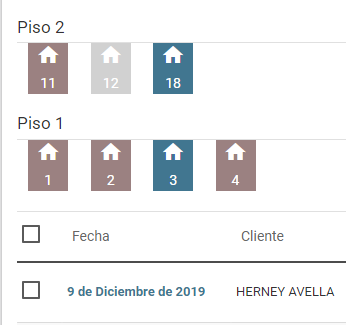 Piso 2
11 12 18
Piso 1
1 2 3 4
Fecha Cliente
9 de Diciembre de 2019 HERNEY AVELLA